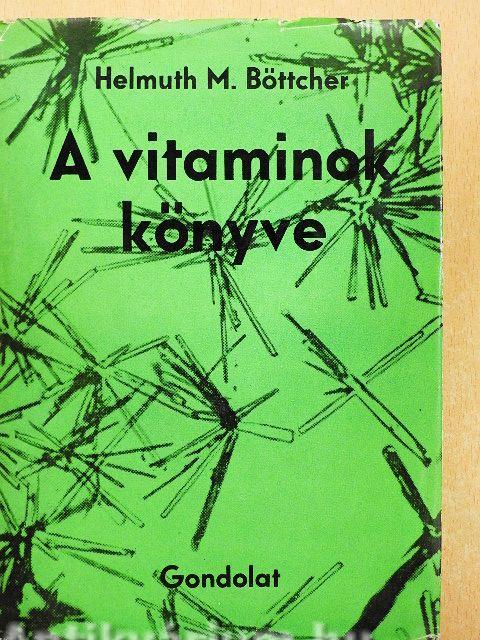 Helmuth M. Böttcher
A vitaminok
könyve
Gondolat